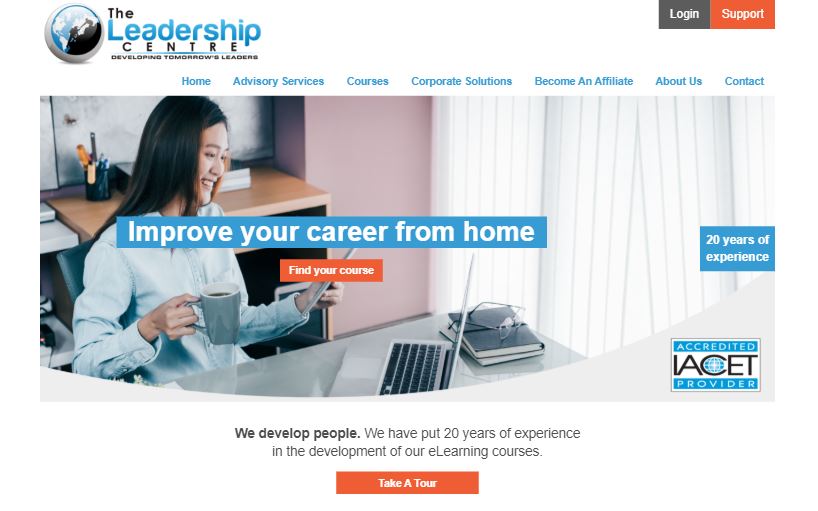 The
Leadership
CENTRE
DEVELOPING TOMORROW'S LEADERS
Login
Support
Home
Advisory Services
Courses
Corporate Solutions
Become An Affiliate
About Us
Contact
Improve your career from home
Find your course
20 years of
experience
ACCREDITED
IACET
PROVIDER
We develop people. We have put 20 years of experience
in the development of our eLearning courses.
Take A Tour